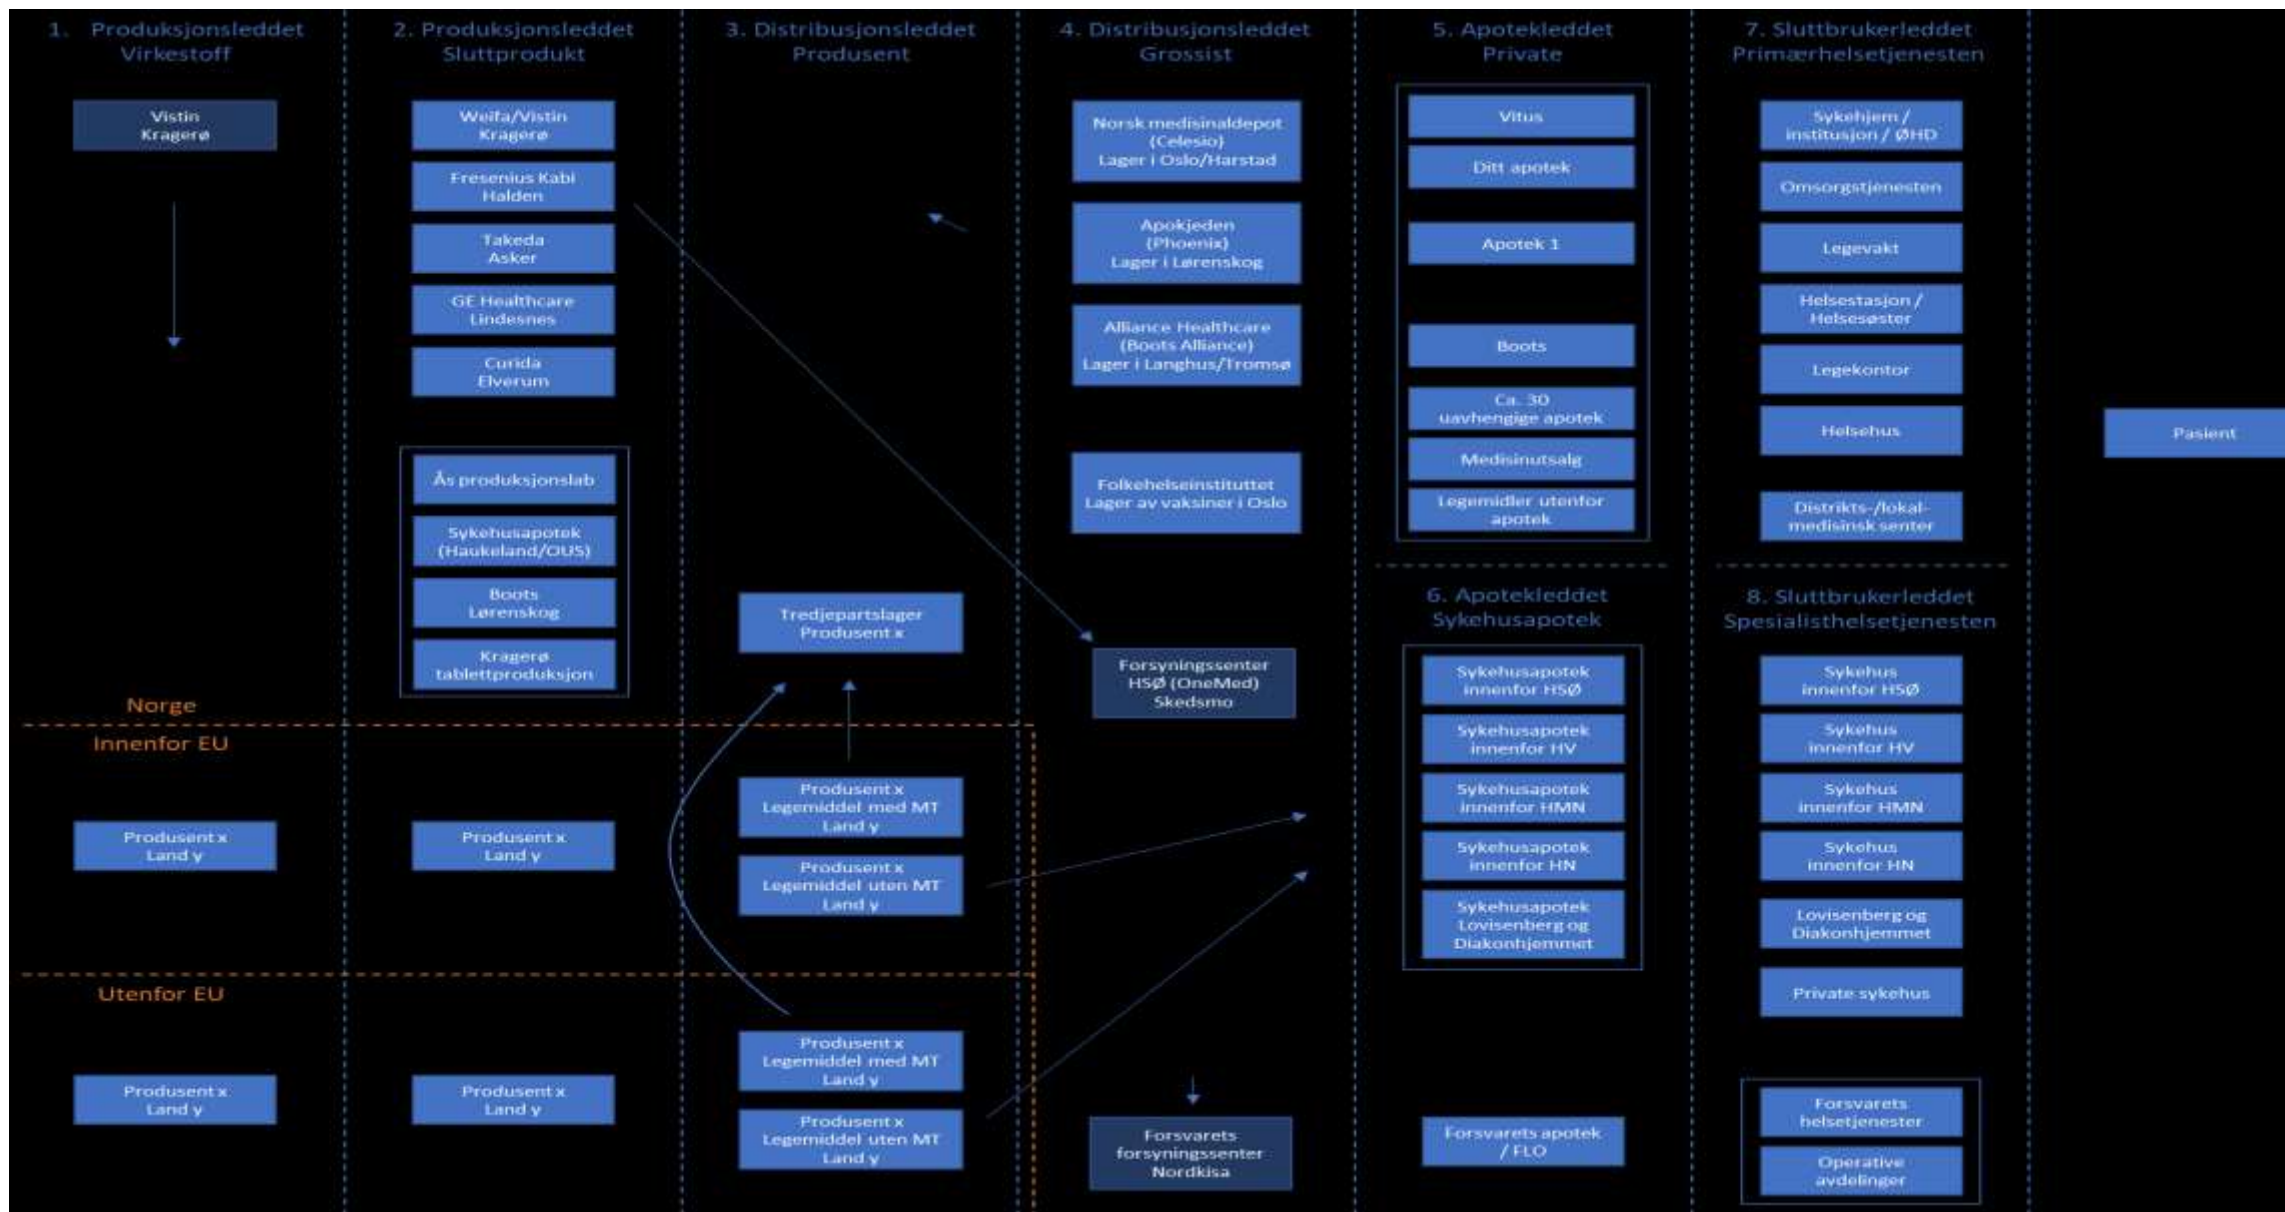 1. Produksjonsleddet
Virkestoff
Vistin
Kragerø
Norge
Innenfor EU
Produsent x
Land y
Utenfor EU
Produsent x
Land y
2. Produksjonsleddet
Sluttprodukt
Weifa/Vistin
Kragerø
Fresenius Kabi
Halden
Takeda
Asker
GE Healthcare
Lindesnes
Curida
Elverum
Ås produksjonslab
Sykehusapotek
(Haukeland/OUS)
Boots
Lørenskog
Kragerø
tablettproduksjon
Produsent x
Land y
Produsent x
Land y
3. Distribusjonsleddet
Produsent
Tredjepartslager
Produsent x
Produsent x
Legemiddel med MT
Land y
Produsent x
Legemiddel uten MT
Land y
Produsent x
Legemiddel med MT
Land y
Produsent x
Legemiddel uten MT
Land y
4. Distribusjonsleddet
Grossist
Norsk medisinaldepot
(Celesio)
Lager i Oslo/Harstad
Apokjeden
(Phoenix)
Lager i Lørenskog
Alliance Healthcare
(Boots Alliance)
Lager i Langhus/Tromsø
Folkehelseinstituttet
Lager av vaksiner i Oslo
Forsyningssenter
HSØ (OneMed)
Skedsmo
Forsvarets
forsyningssenter
Nordkisa
5. Apotekleddet
Private
Vitus
Ditt apotek
Apotek 1
Boots
Ca. 30
uavhengige apotek
Medisinutsalg
Legemidler utenfor
apotek
6. Apotekleddet
Sykehusapotek
Sykehusapotek
innenfor HSØ
Sykehusapotek
innenfor HV
Sykehusapotek
innenfor HMN
Sykehusapotek
innenfor HN
Sykehusapotek
Lovisenberg og
Diakonhjemmet
Forsvarets apotek
/ FLO
7. Sluttbrukerleddet
Primærhelsetjenesten
Sykehjem /
institusjon / ØHD
Omsorgstjenesten
Legevakt
Helsestasjon /
Helsesøster
Legekontor
Helsehus
Distrikts-/lokal-
medisinsk senter
8. Sluttbrukerleddet
Spesialisthelsetjenesten
Sykehus
innenfor HSØ
Sykehus
innenfor HV
Sykehus
innenfor HMN
Sykehus
innenfor HN
Lovisenberg og
Diakonhjemmet
Private sykehus
Forsvarets
helsetjenester
Operative
avdelinger
Pasient